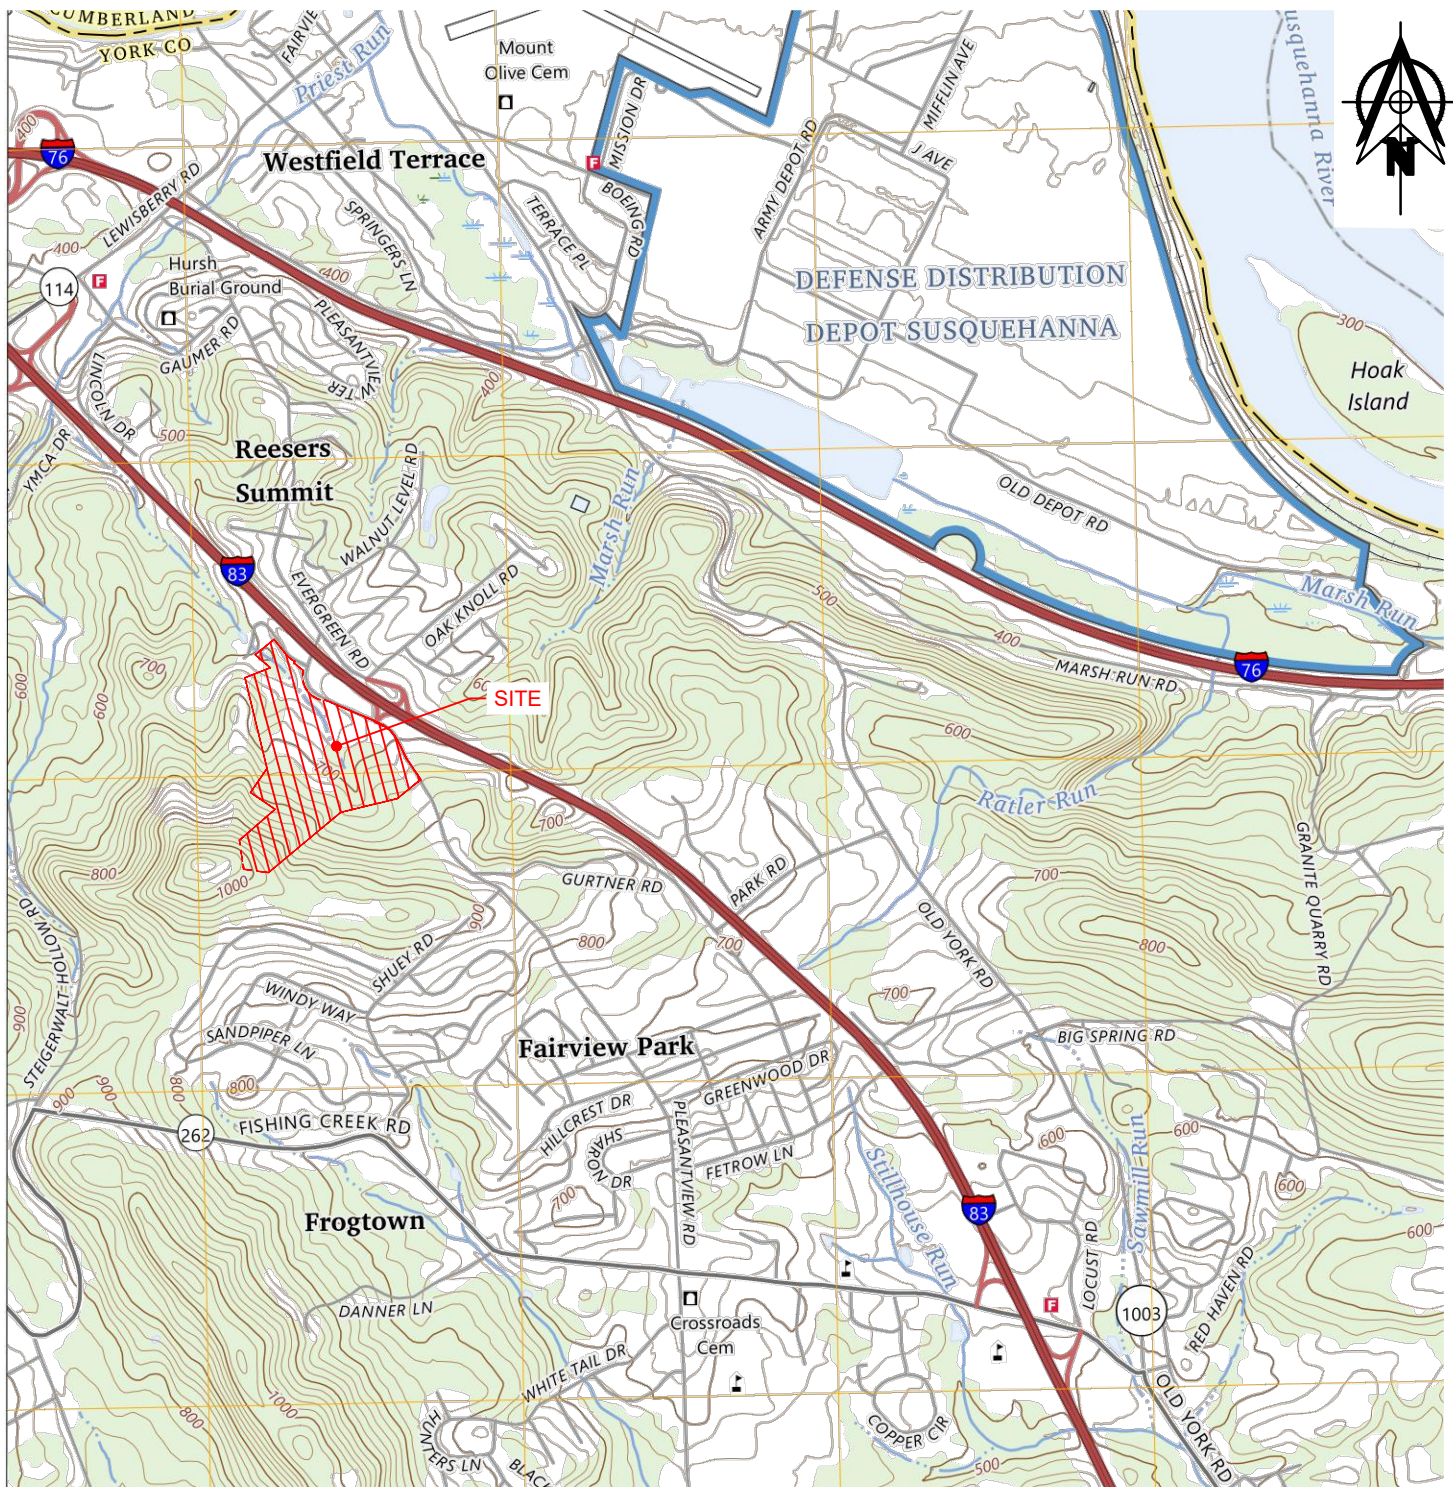 CUMBERLAND
YORK CO
FAIRVIE
Priest Run
Mount
Olive Cem
MISSION DR
MIFFLIN AVE
J AVE
usquehanna River
N
400
76
Westfield Terrace
F
BOEING RD
ARMY DEPOT RD
LEWISBERRY RD
SPRINGERS LN
TERRACE PL
400
Hursh
Burial Ground
400
114
F
DEFENSE DISTRIBUTION
DEPOT SUSQUEHANNA
300
Hoak
Island
PLEASANTVIEW TER
GAUMER RD
LINCOLN DR
400
500
YMCA DR
Reesers
Summit
WALNUT LEVEL RD
Marsh Run
OLD DEPOT RD
83
EVERGREEN RD
OAK KNOLL RD
500
Marsh Run
400
MARSH RUN RD
76
700
600
600
60
SITE
600
700
Ratler Run
700
GRANITE QUARRY RD
800
1000
GURTNER RD
PARK RD
700
900
800
700
OLD YORK RD
800
STEIGERWALT HOLLOW RD
SHUEY RD
WINDY WAY
700
900
SANDPIPER LN
Fairview Park
BIG SPRING RD
900
900
800
800
GREENWOOD DR
HILLCREST DR
262
FISHING CREEK RD
SHARON DR
PLEASANTVIEW RD
FETROW LN
600
600
Sawmill Run
Stillhouse Run
700
600
Frogtown
83
LOCUST RD
600
RED HAVEN RD
DANNER LN
F
1003
Crossroads
Cem
WHITE TAIL DR
1000
800
HUNTERS LN
BLACK
COPPER CIR
OLD YORK RD
500